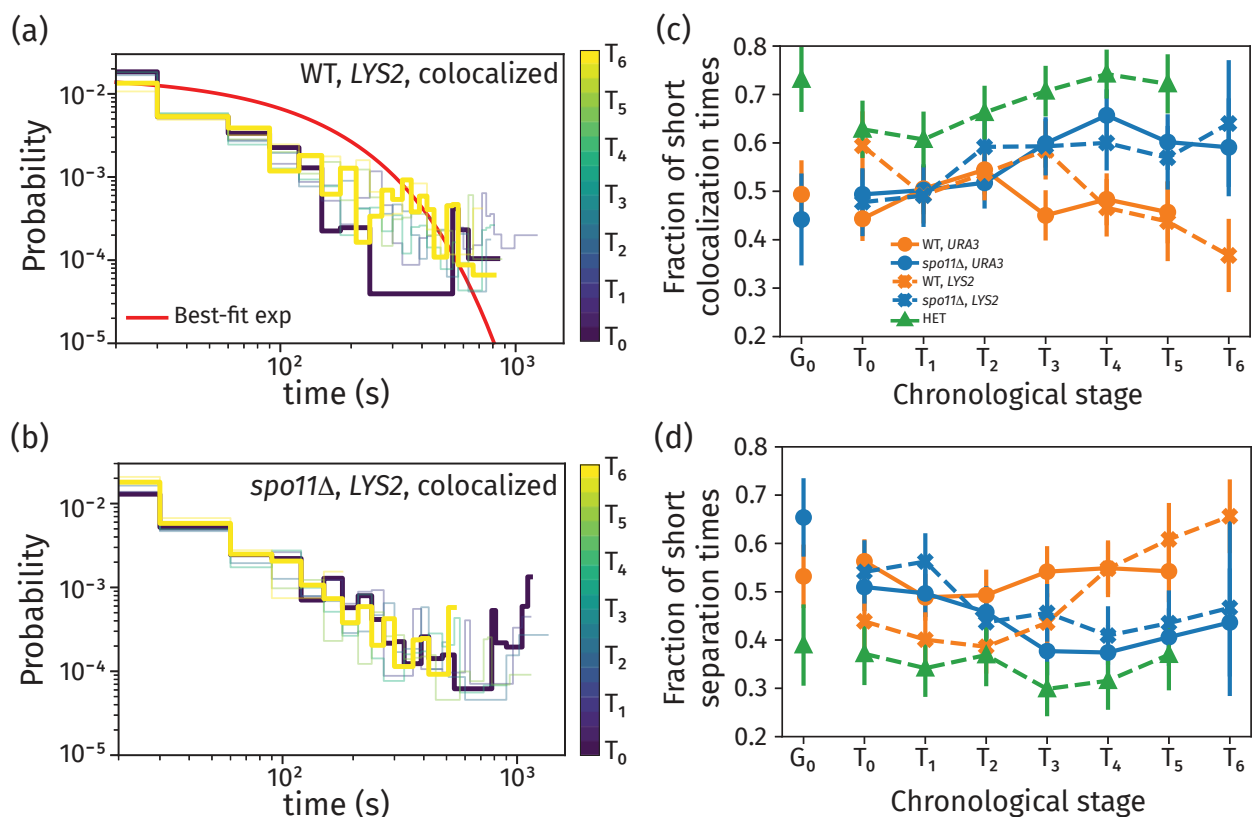 (a)
WT, LYS2, colocalized
Probability
10⁻²
10⁻³
10⁻⁴
10⁻⁵
Best-fit exp
10²
10³
time (s)
T₆
T₅
T₄
T₃
T₂
T₁
T₀
(b)
spo11Δ, LYS2, colocalized
Probability
10⁻²
10⁻³
10⁻⁴
10⁻⁵
10²
10³
time (s)
T₆
T₅
T₄
T₃
T₂
T₁
T₀
(c)
Fraction of short
colocalization times
0.8
0.7
0.6
0.5
0.4
0.3
0.2
WT, URA3
spo11Δ, URA3
WT, LYS2
spo11Δ, LYS2
HET
G₀ T₀ T₁ T₂ T₃ T₄ T₅ T₆
Chronological stage
(d)
Fraction of short
separation times
0.8
0.7
0.6
0.5
0.4
0.3
0.2
G₀ T₀ T₁ T₂ T₃ T₄ T₅ T₆
Chronological stage